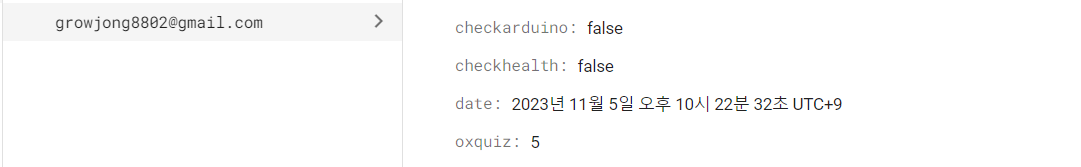 growjong8802@gmail.com
checkarduino: false
checkhealth: false
date: 2023년 11월 5일 오후 10시 22분 32초 UTC+9
oxquiz: 5